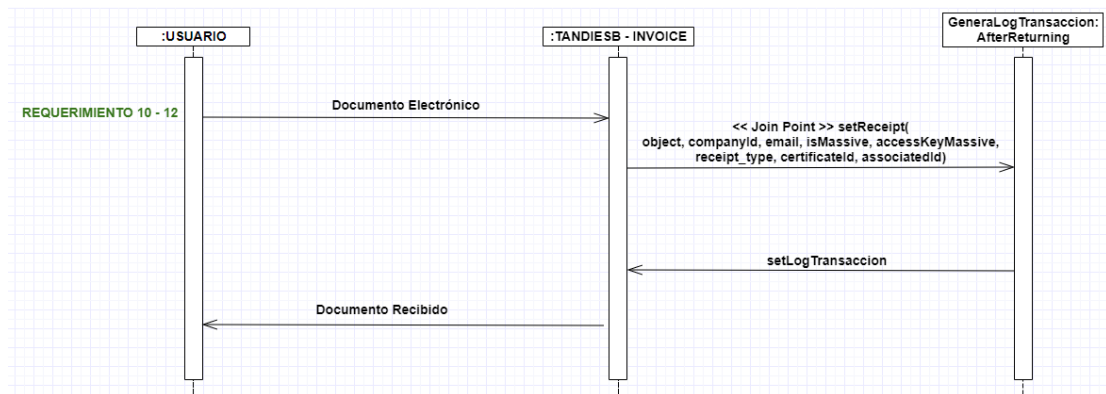 :USUARIO
:TANDIESB - INVOICE
GeneraLogTransaccion:
AfterReturning
REQUERIMIENTO 10 - 12
Documento Electrónico
<< Join Point >> setReceipt(
object, companyId, email, isMassive, accessKeyMassive,
receipt_type, certificateId, associatedId)
setLogTransaccion
Documento Recibido